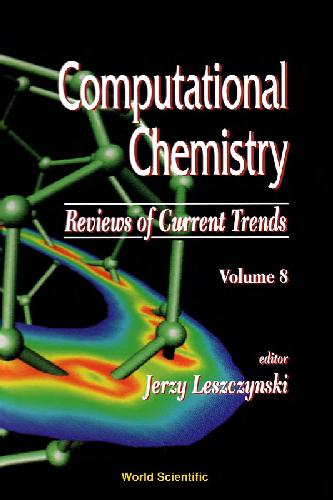 Computational
Chemistry
Reviews of Current Trends
Volume 8
editor
Jerzy Leszczynski
World Scientific